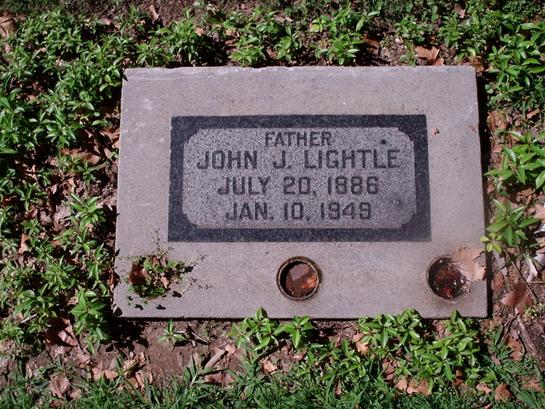 FATHER
JOHN J. LIGHTLE
JULY 20, 1886
JAN. 10, 1949